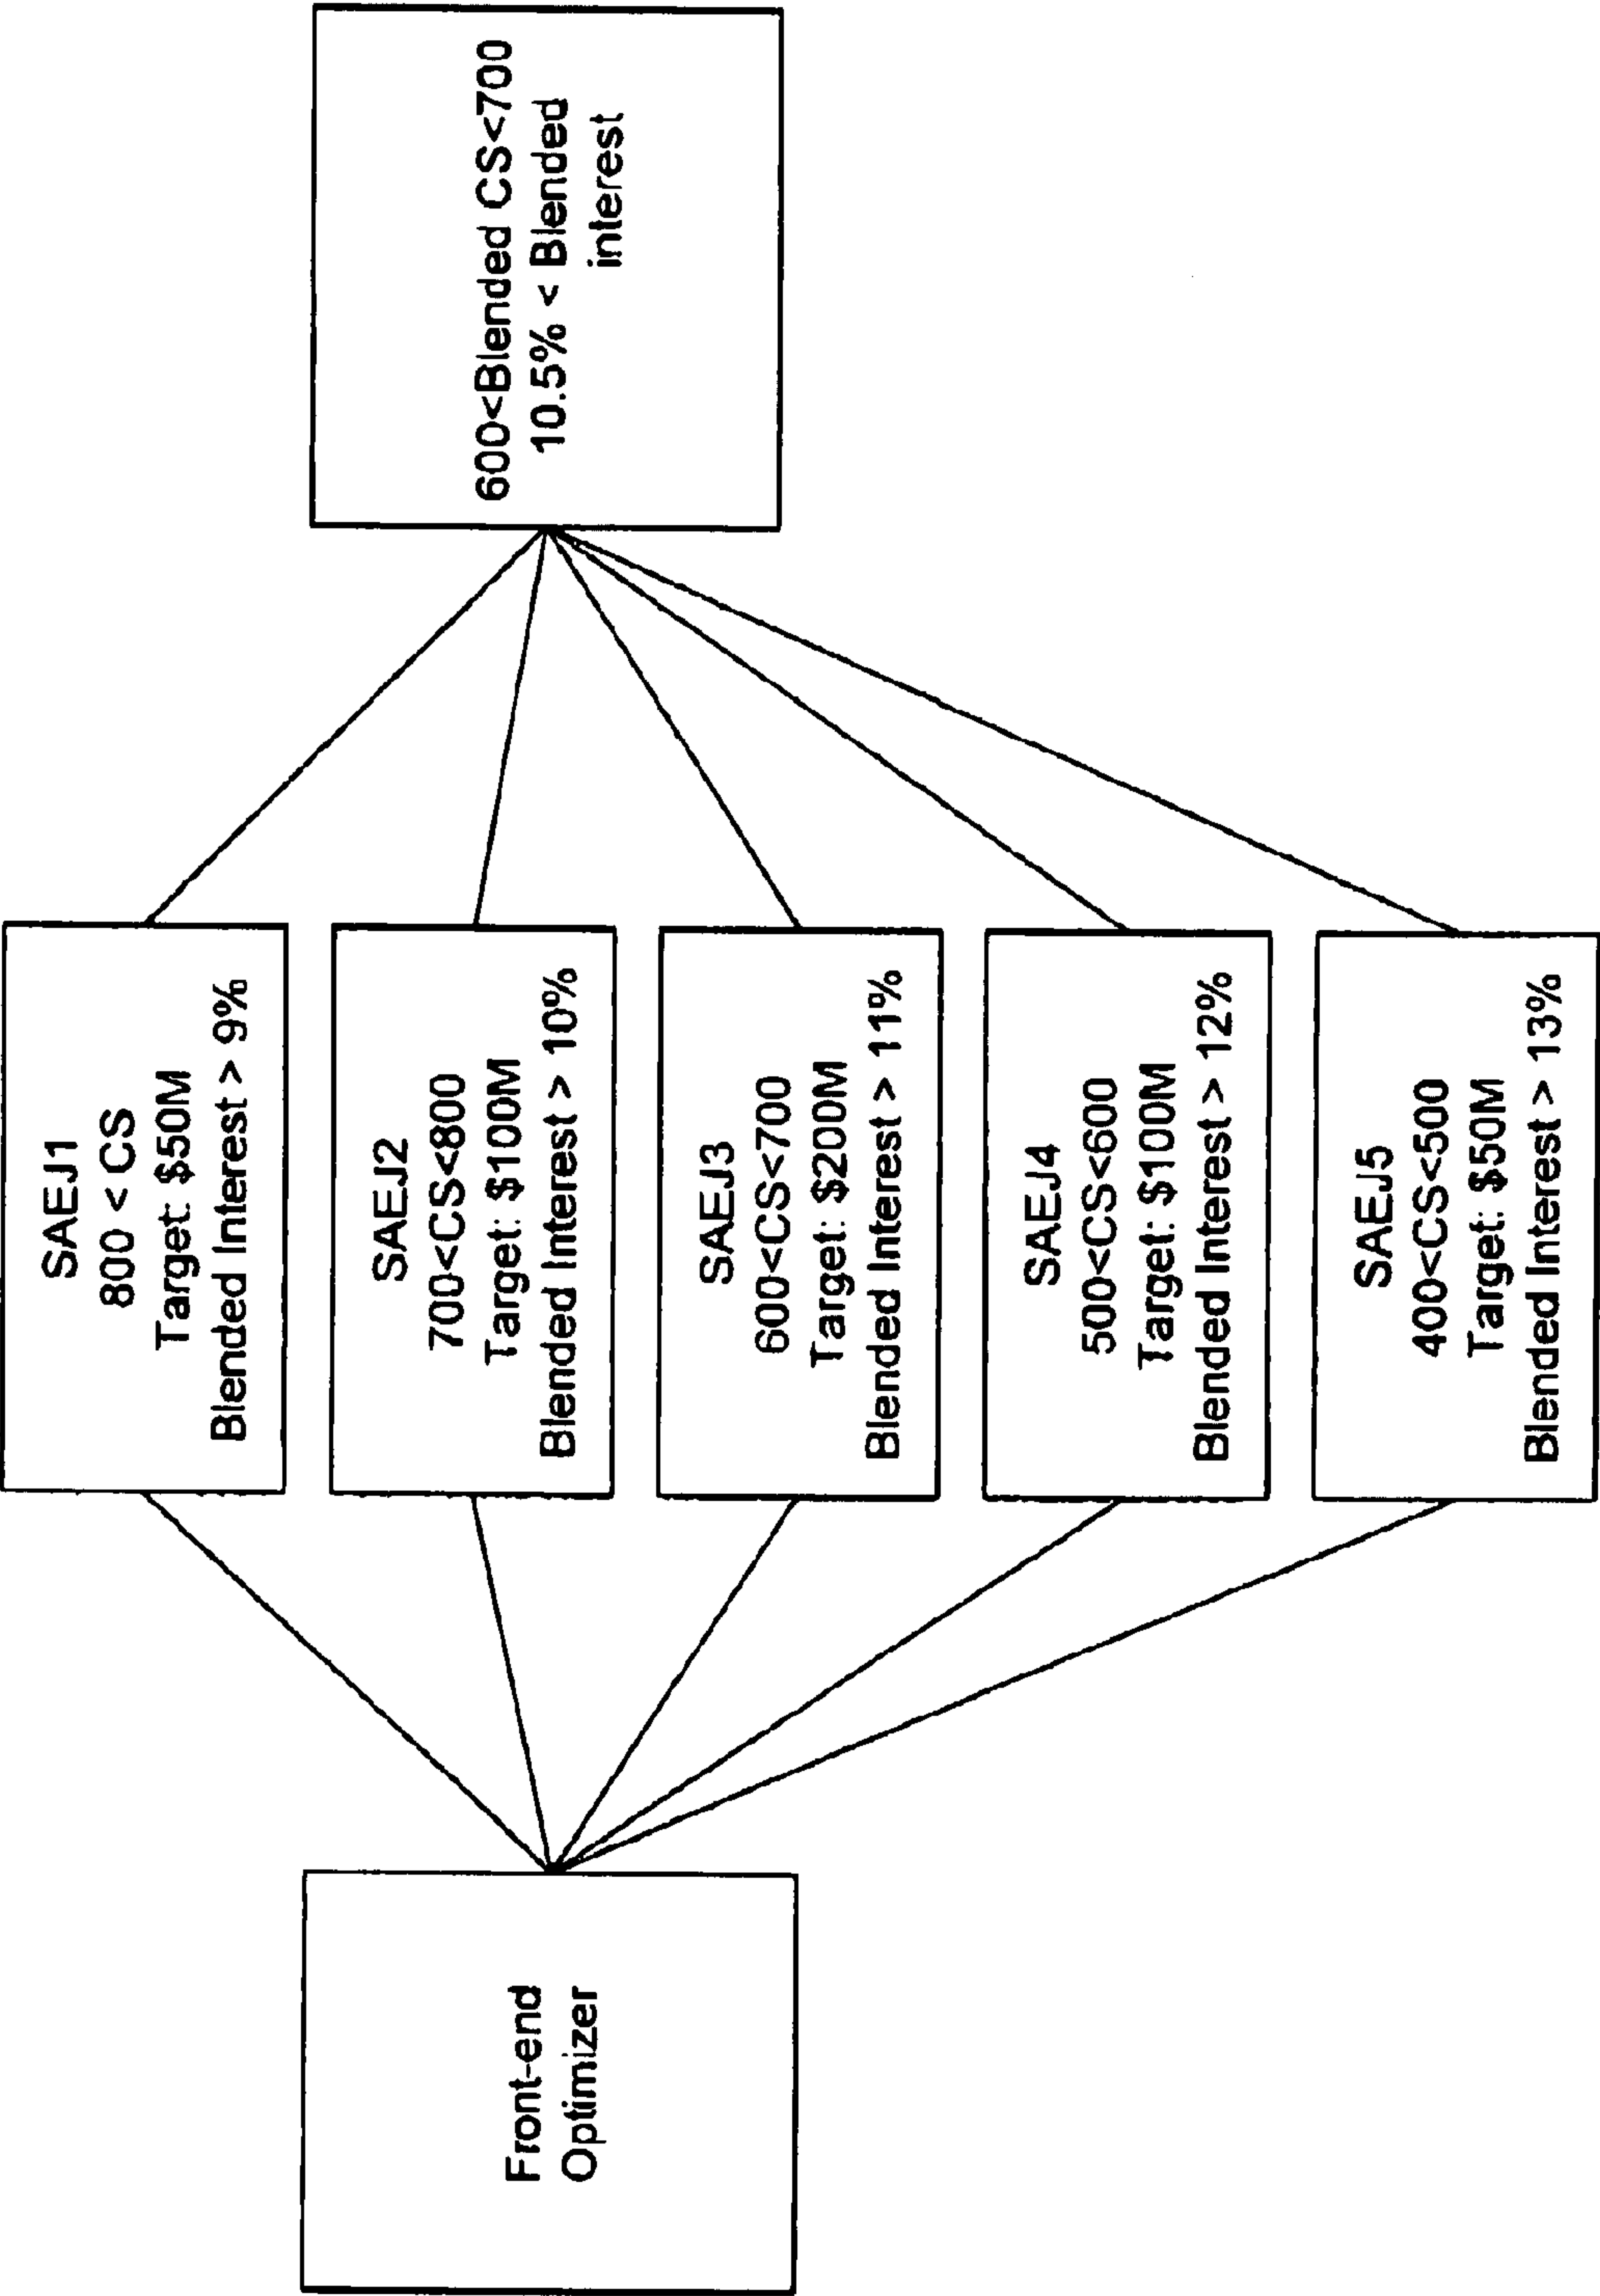 Front-end
Optimizer
SAEJ1
800 < CS
Target: $50M
Blended Interest > 9%
SAEJ2
700<CS<800
Target: $100M
Blended Interest > 10%
SAEJ3
600<CS<700
Target: $200M
Blended Interest > 11%
SAEJ4
500<CS<600
Target: $100M
Blended Interest > 12%
SAEJ5
400<CS<500
Target: $50M
Blended Interest > 13%
600<Blended CS<700
10.5% < Blended
interest